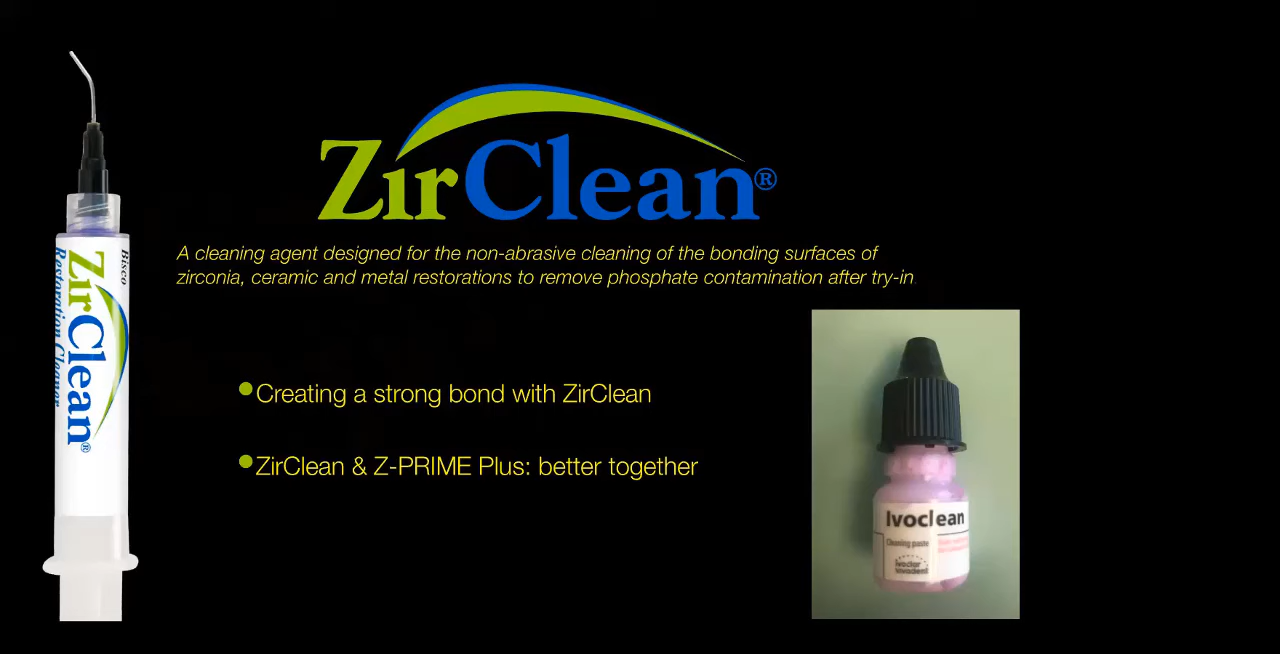 ZirClean®
A cleaning agent designed for the non-abrasive cleaning of the bonding surfaces of
zirconia, ceramic and metal restorations to remove phosphate contamination after try-in.
•Creating a strong bond with ZirClean
•ZirClean & Z-PRIME Plus: better together
Bisco
ZirClean®
Restoration Cleaner
Ivoclean
Cleaning paste
ivoclar
vivadent